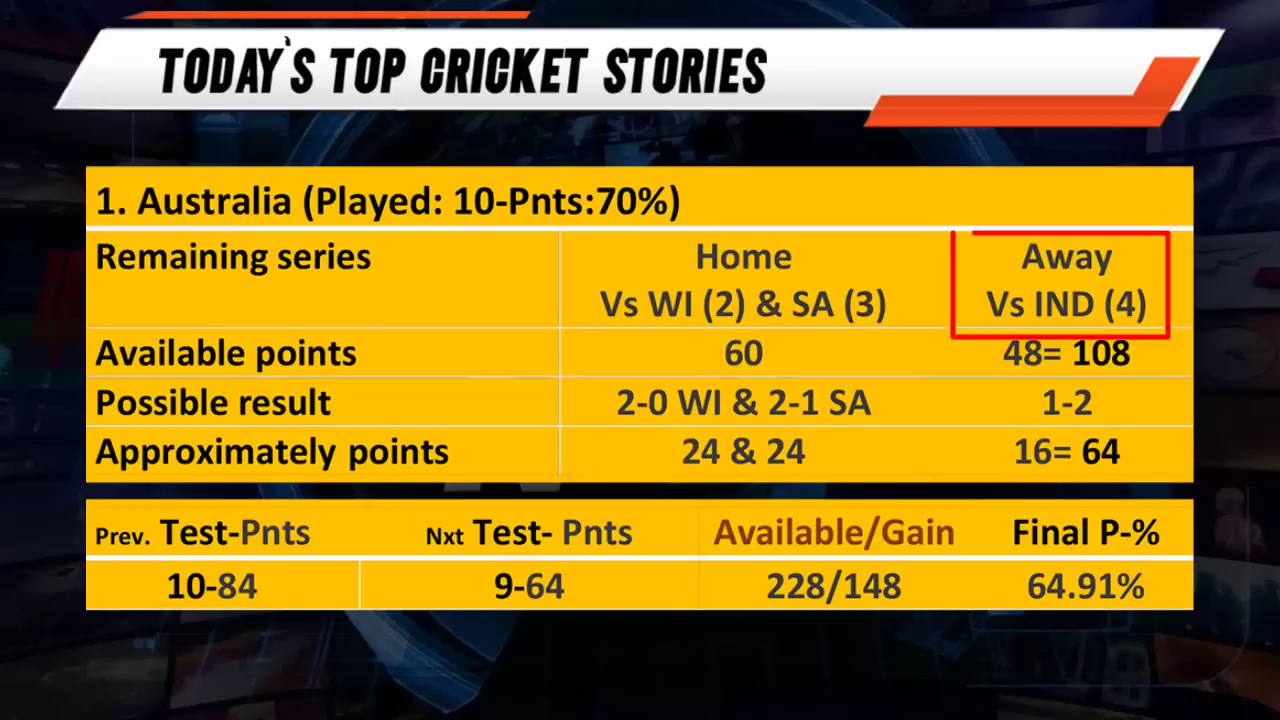 TODAY`S TOP CRICKET STORIES
1. Australia (Played: 10-Pnts:70%)
Remaining series Home Away
Vs WI (2) & SA (3) Vs IND (4)
Available points 60 48= 108
Possible result 2-0 WI & 2-1 SA 1-2
Approximately points 24 & 24 16= 64
Prev. Test-Pnts Nxt Test- Pnts Available/Gain Final P-%
10-84 9-64 228/148 64.91%